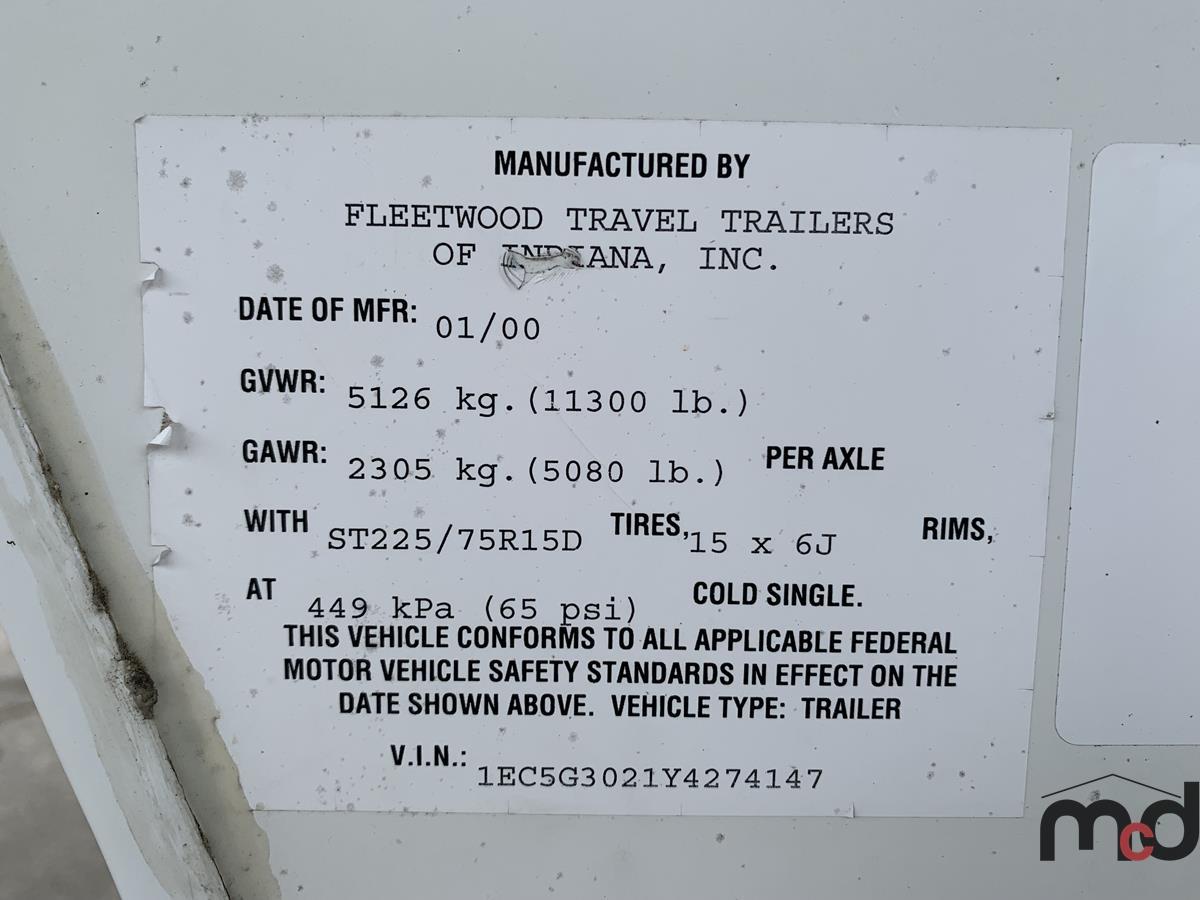 MANUFACTURED BY
FLEETWOOD TRAVEL TRAILERS
OF INDIANA, INC.
DATE OF MFR: 01/00
GVWR: 5126 kg.(11300 lb.)
GAWR: 2305 kg.(5080 lb.) PER AXLE
WITH ST225/75R15D TIRES, 15 x 6J RIMS,
AT 449 kPa (65 psi) COLD SINGLE.
THIS VEHICLE CONFORMS TO ALL APPLICABLE FEDERAL
MOTOR VEHICLE SAFETY STANDARDS IN EFFECT ON THE
DATE SHOWN ABOVE. VEHICLE TYPE: TRAILER
V.I.N.: 1EC5G3021Y4274147
mcd